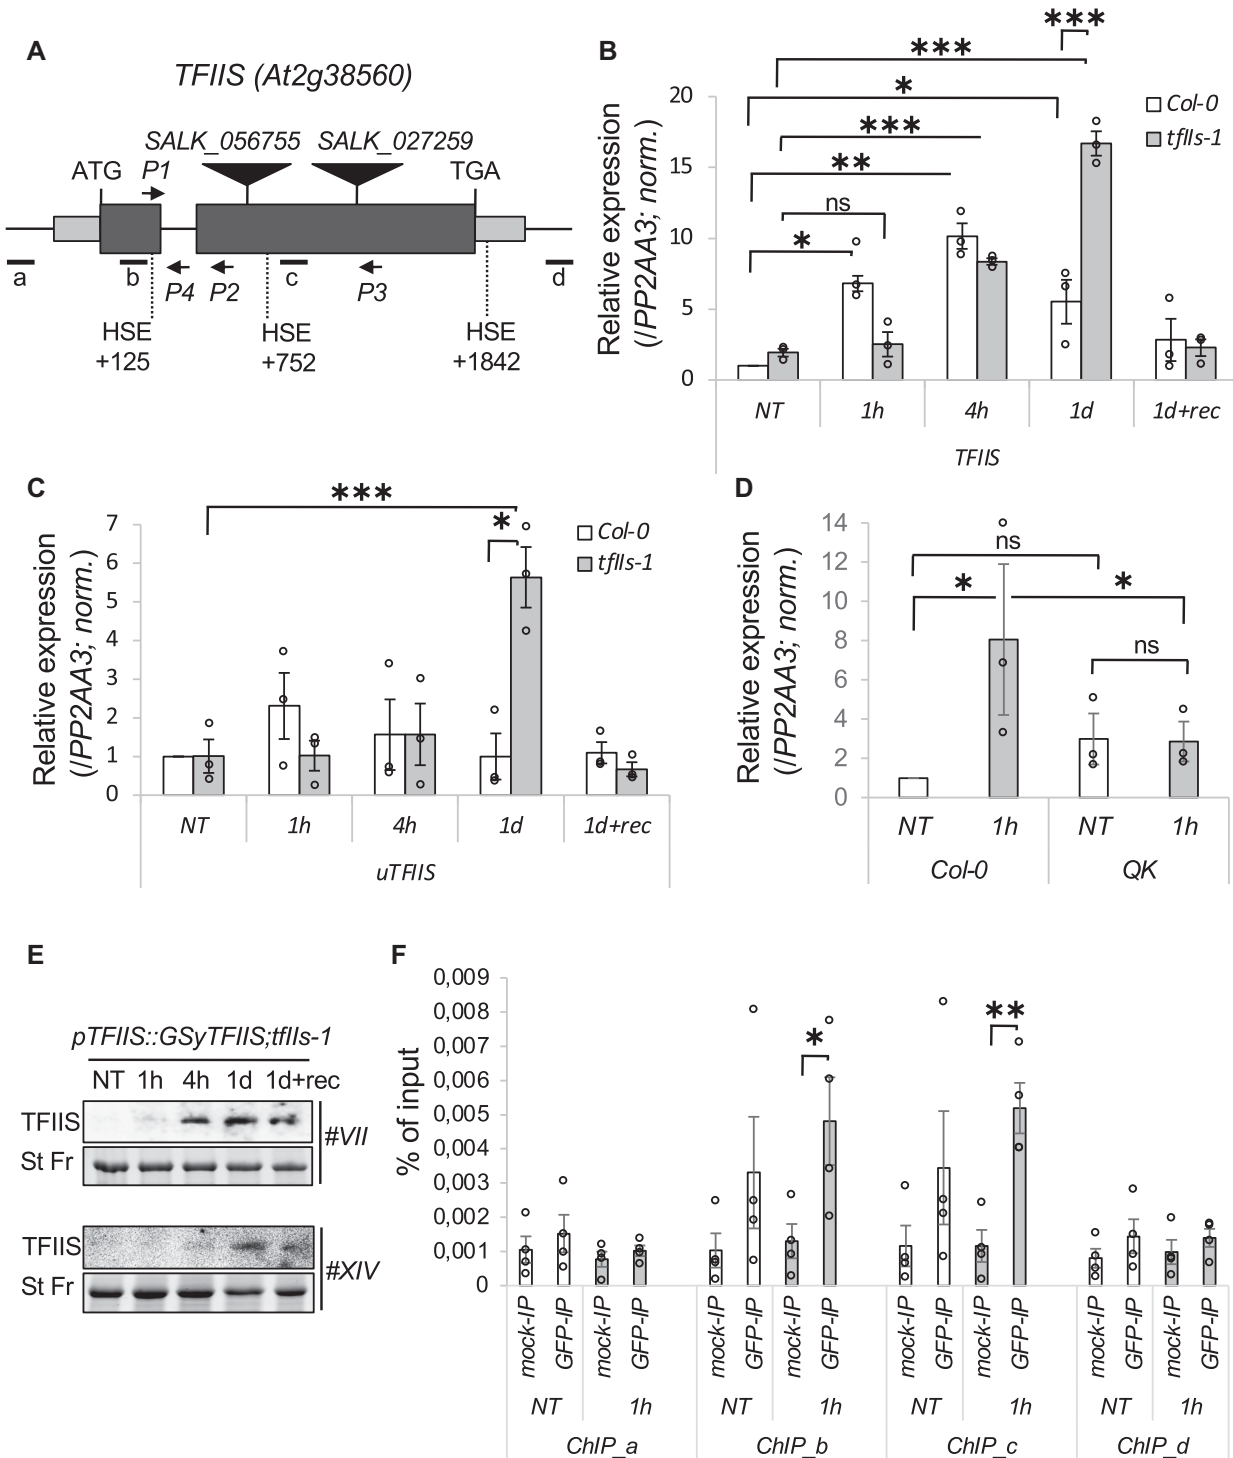 A
TFIIS (At2g38560)
SALK_056755 SALK_027259
ATG P1 TGA
a b c d
P4 P2 P3
HSE HSE HSE
+125 +752 +1842
B
Relative expression
(/PP2AA3; norm.)
20
15
10
5
0
***
***
*
***
**
ns
*
Col-0
tfIIs-1
NT 1h 4h 1d 1d+rec
TFIIS
C
Relative expression
(/PP2AA3; norm.)
7
6
5
4
3
2
1
0
***
*
Col-0
tfIIs-1
NT 1h 4h 1d 1d+rec
uTFIIS
D
Relative expression
(/PP2AA3; norm.)
14
12
10
8
6
4
2
0
ns
* *
ns
NT 1h NT 1h
Col-0 QK
E
pTFIIS::GSyTFIIS;tfIIs-1
NT 1h 4h 1d 1d+rec
TFIIS
St Fr
#VII
TFIIS
St Fr
#XIV
F
% of input
0,009
0,008
0,007
0,006
0,005
0,004
0,003
0,002
0,001
0
*
**
mock-IP GFP-IP mock-IP GFP-IP mock-IP GFP-IP mock-IP GFP-IP mock-IP GFP-IP mock-IP GFP-IP mock-IP GFP-IP mock-IP GFP-IP
NT 1h NT 1h NT 1h NT 1h
ChIP_a ChIP_b ChIP_c ChIP_d